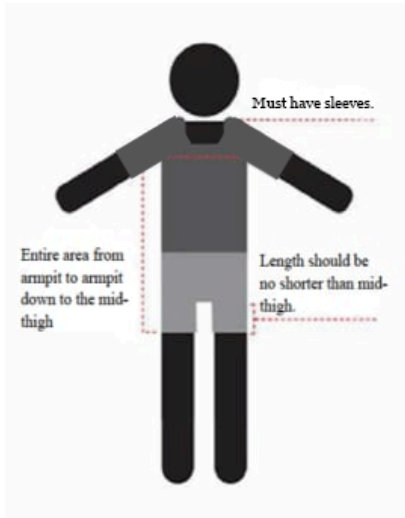 Must have sleeves.
Entire area from
armpit to armpit
down to the mid-
thigh
Length should be
no shorter than mid-
thigh.